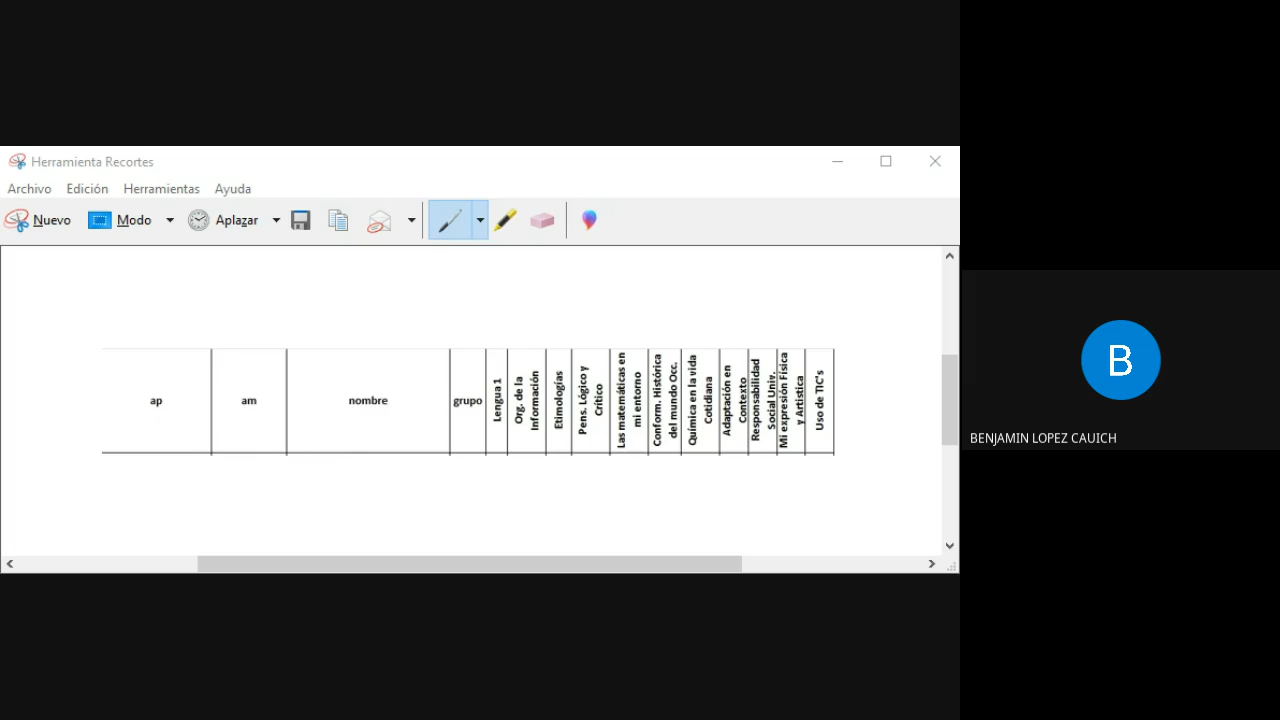 Herramienta Recortes
Archivo Edición Herramientas Ayuda
Nuevo Modo Aplazar
ap am nombre grupo
Lengua 1
Org. de la
Información
Etimologías
Pens. Lógico y
Crítico
Las matemáticas en
mi entorno
Conform. Histórica
del mundo Occ.
Química en la vida
Cotidiana
Adaptación en
Contexto
Responsabilidad
Social Univ.
Mi expresión Física
y Artistica
Uso de TIC's
B
BENJAMIN LOPEZ CAUICH